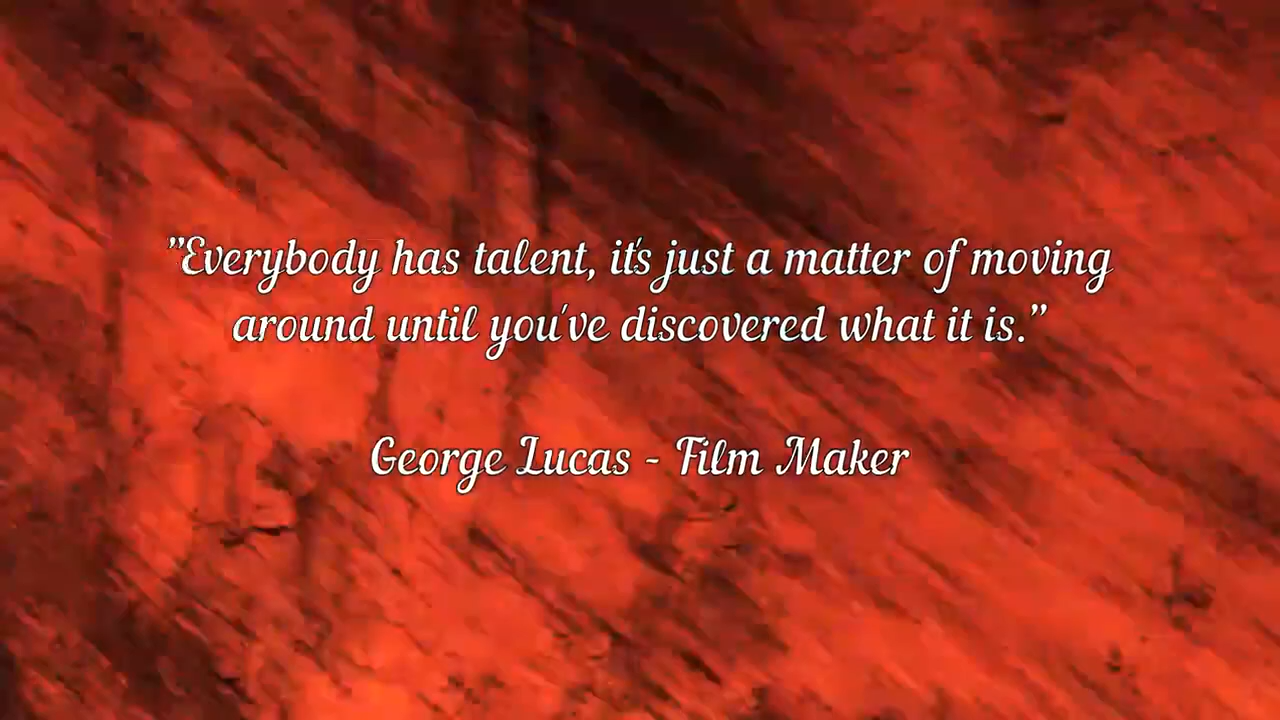 "Everybody has talent, it's just a matter of moving
around until you've discovered what it is."
George Lucas - Film Maker